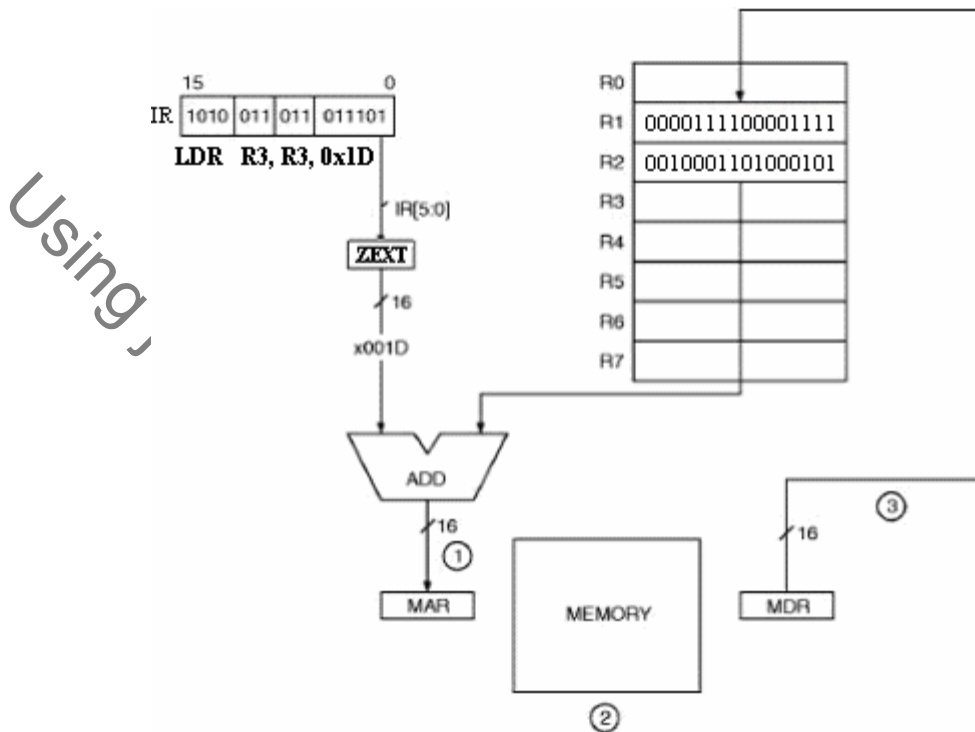 15 0
IR 1010 011 011 011101
LDR R3, R3, 0x1D
IR[5:0]
ZEXT
16
x001D
ADD
16
1
MAR
MEMORY
2
R0
R1 0000111100001111
R2 0010001101000101
R3
R4
R5
R6
R7
3
16
MDR
Using